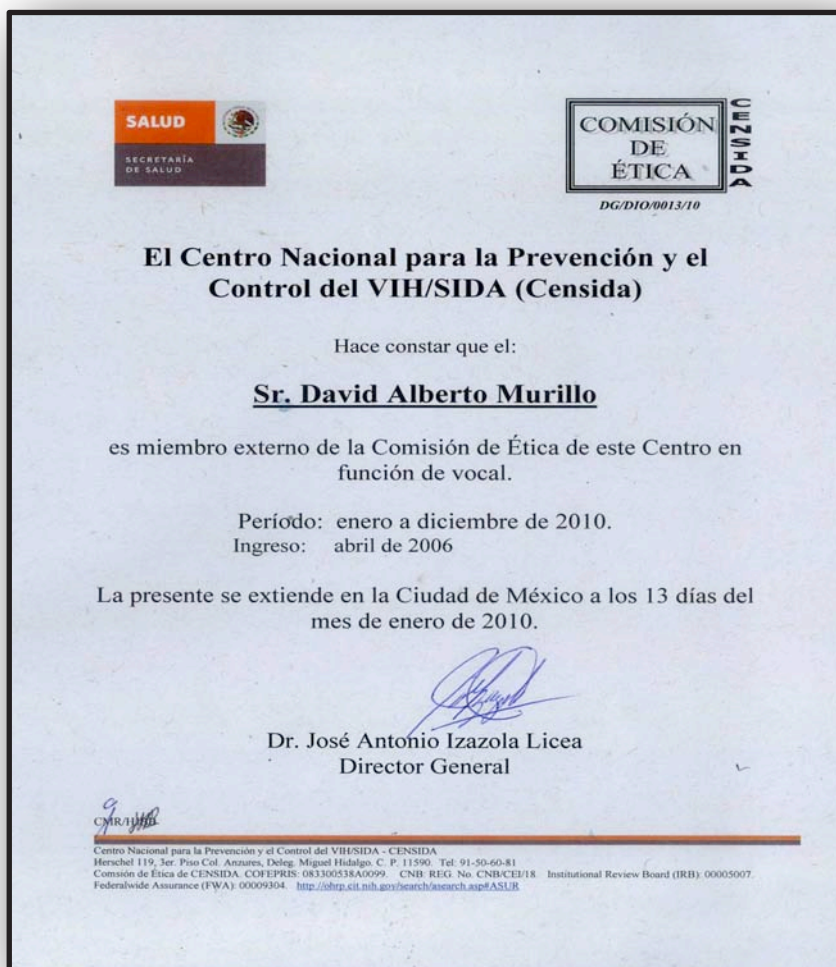 SALUD
SECRETARÍA
DE SALUD
COMISIÓN
DE
ÉTICA
CENSIDA
DG/DIO/0013/10
El Centro Nacional para la Prevención y el
Control del VIH/SIDA (Censida)
Hace constar que el:
Sr. David Alberto Murillo
es miembro externo de la Comisión de Ética de este Centro en
función de vocal.
Período: enero a diciembre de 2010.
Ingreso: abril de 2006
La presente se extiende en la Ciudad de México a los 13 días del
mes de enero de 2010.
Dr. José Antonio Izazola Licea
Director General
Centro Nacional para la Prevención y el Control del VIH/SIDA - CENSIDA
Herschel 119, 3er. Piso Col. Anzures, Deleg. Miguel Hidalgo. C. P. 11590. Tel: 91-50-60-81
Comsión de Ética de CENSIDA. COFEPRIS: 083300538A0099. CNB. REG. No. CNB/CEI/18. Institutional Review Board (IRB): 00005007.
Federalwide Assurance (FWA): 00009304. http://ohrp.cit.nih.gov/search/asearch.asp#ASUR